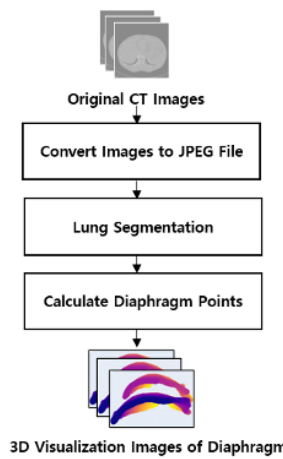 Original CT Images
Convert Images to JPEG File
Lung Segmentation
Calculate Diaphragm Points
3D Visualization Images of Diaphragm